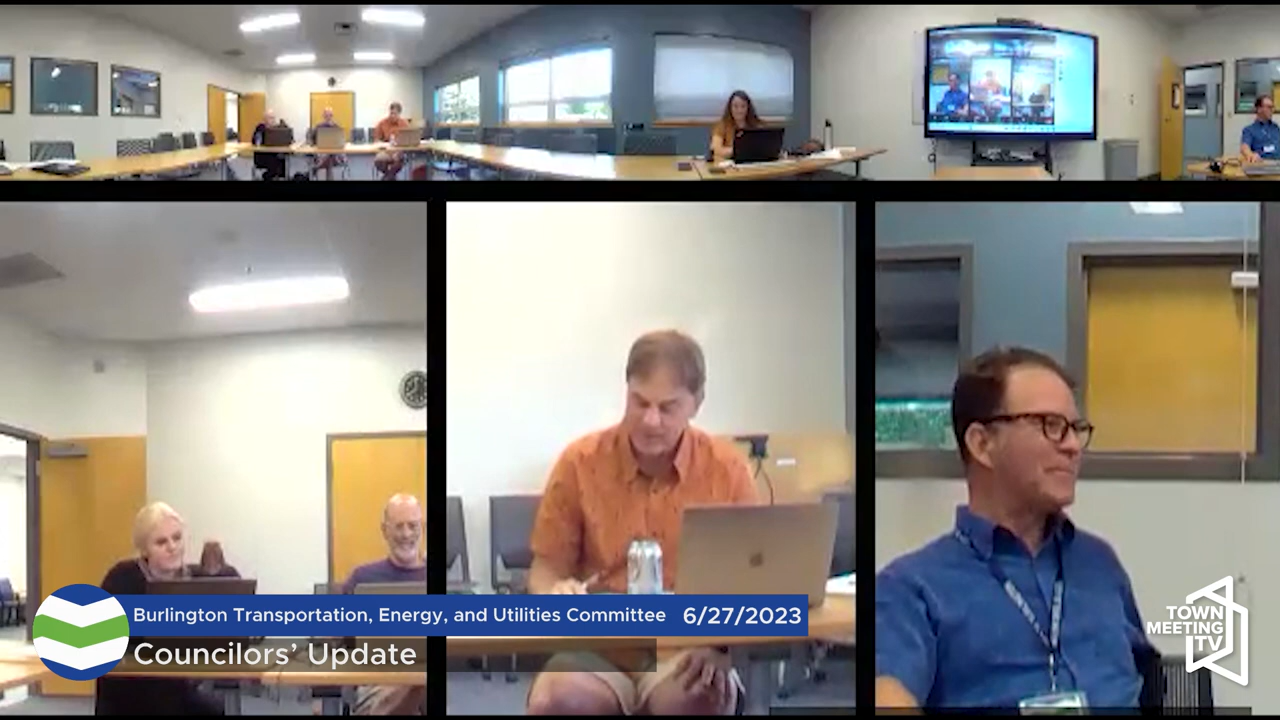 Burlington Transportation, Energy, and Utilities Committee 6/27/2023
Councilors’ Update
TOWN
MEETING
TV